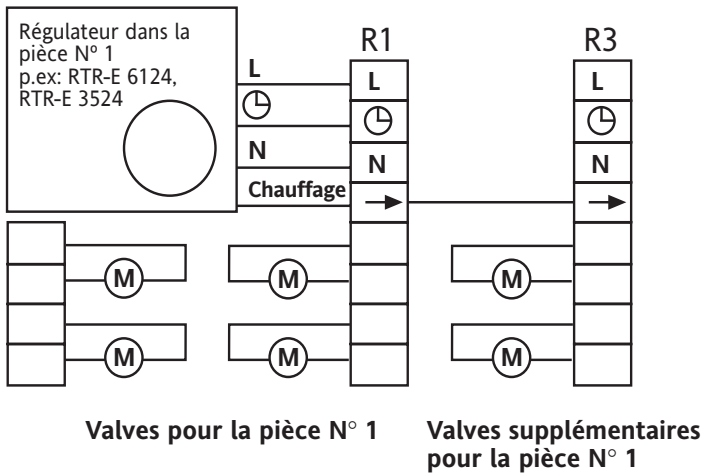 Régulateur dans la
pièce Nº 1
p.ex: RTR-E 6124,
RTR-E 3524
L
N
Chauffage
R1
L
N
R3
L
N
M
M
M
M
M
M
Valves pour la pièce N° 1
Valves supplémentaires
pour la pièce N° 1